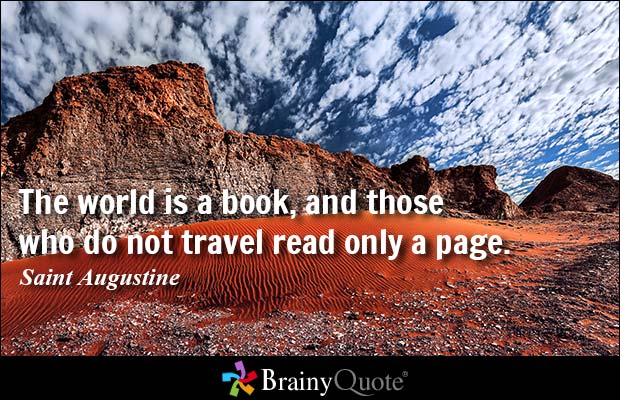 The world is a book, and those
who do not travel read only a page.
Saint Augustine
BrainyQuote®